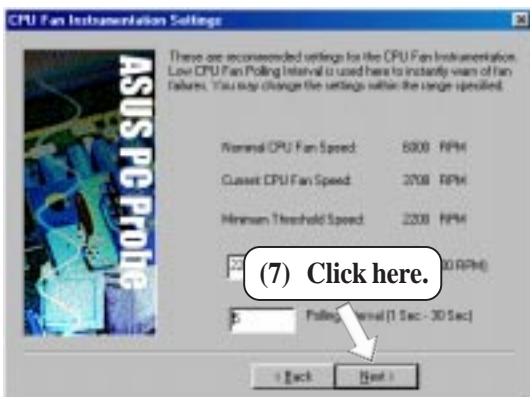 CPU Fan Instrumentation Settings
ASUS PC Probe
These are recommended settings for the CPU Fan Instrumentation.
Low CPU Fan Polling Interval is used here to instantly warn of fan
failures. You may change the settings within the range specified.
Nominal CPU Fan Speed: 6000 RPM
Current CPU Fan Speed: 3708 RPM
Minimum Threshold Speed: 2200 RPM
RPM)
(7) Click here.
5 Polling (1 Sec - 30 Sec)
< Back Next >